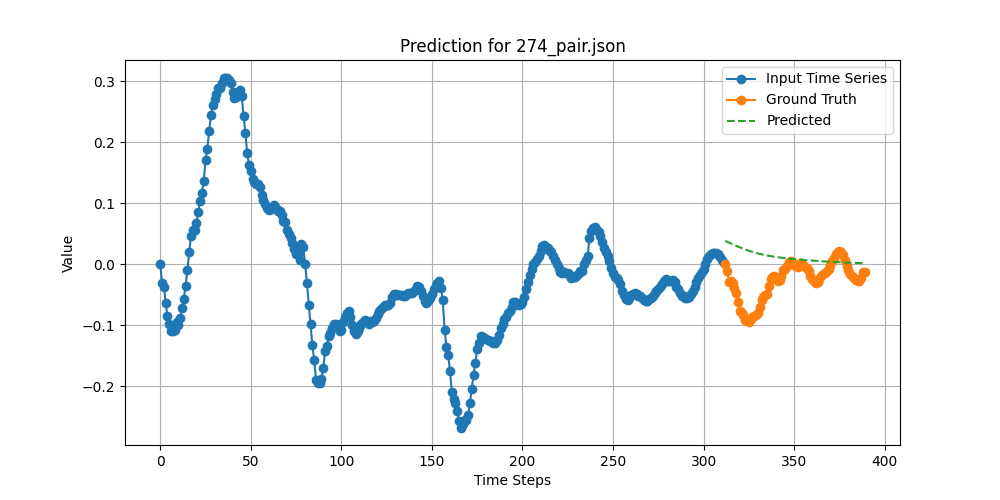 Prediction for 274_pair.json
Input Time Series
Ground Truth
Predicted
Value
0.3
0.2
0.1
0.0
−0.1
−0.2
0 50 100 150 200 250 300 350 400
Time Steps